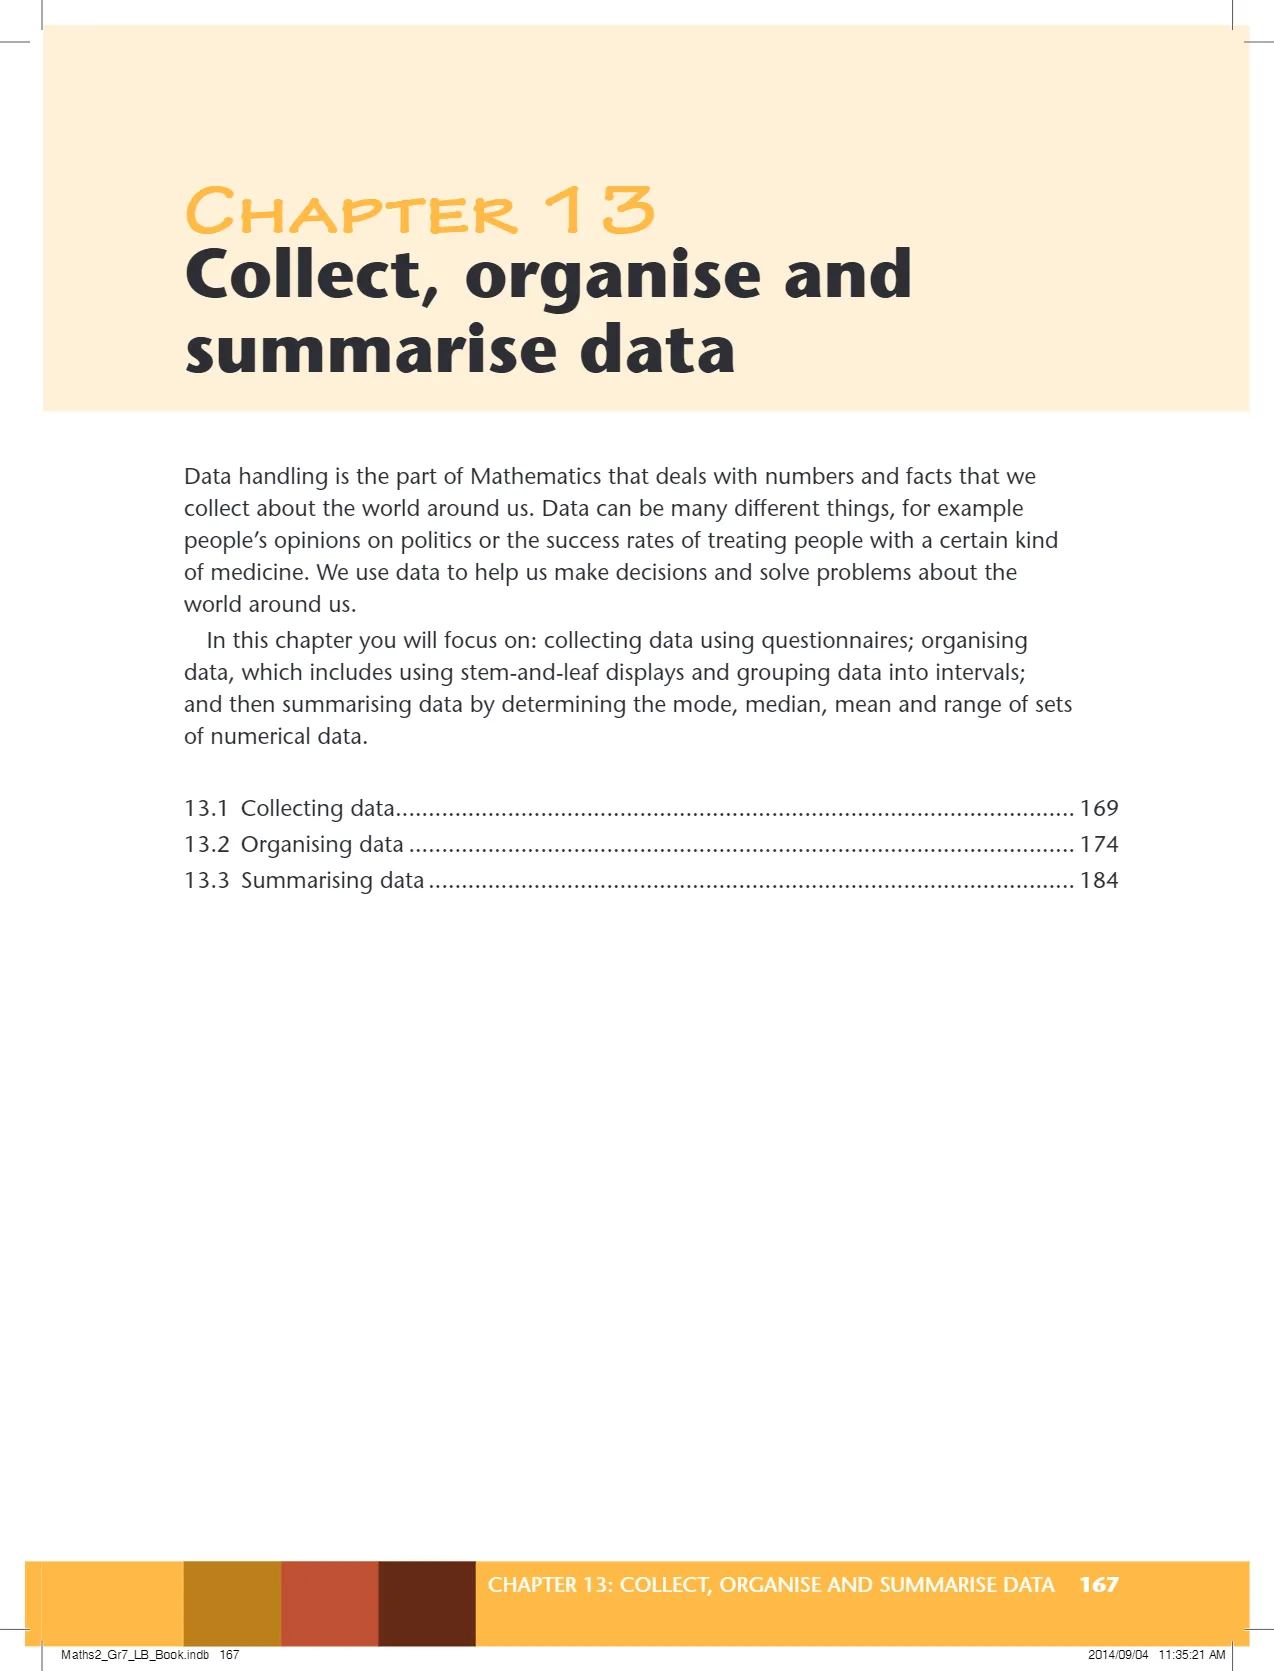 CHAPTER 13
Collect, organise and
summarise data
Data handling is the part of Mathematics that deals with numbers and facts that we
collect about the world around us. Data can be many different things, for example
people’s opinions on politics or the success rates of treating people with a certain kind
of medicine. We use data to help us make decisions and solve problems about the
world around us.
In this chapter you will focus on: collecting data using questionnaires; organising
data, which includes using stem-and-leaf displays and grouping data into intervals;
and then summarising data by determining the mode, median, mean and range of sets
of numerical data.
13.1 Collecting data....................................................................................................... 169
13.2 Organising data ..................................................................................................... 174
13.3 Summarising data .................................................................................................. 184
CHAPTER 13: COLLECT, ORGANISE AND SUMMARISE DATA 167
Maths2_Gr7_LB_Book.indb 167 2014/09/04 11:35:21 AM